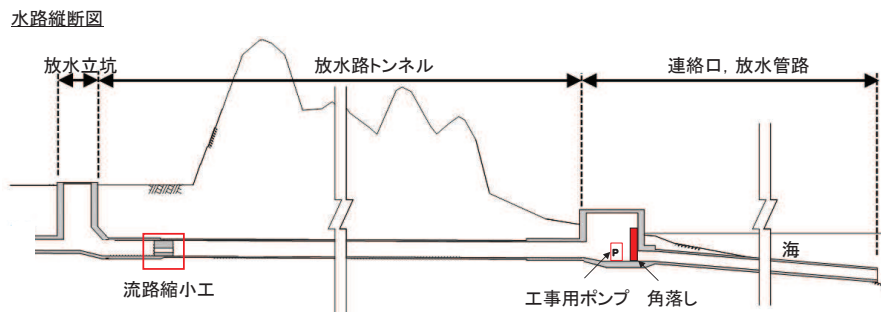 水路縦断図
放水立坑
放水路トンネル
連絡口，放水管路
P
海
流路縮小工
工事用ポンプ
角落し